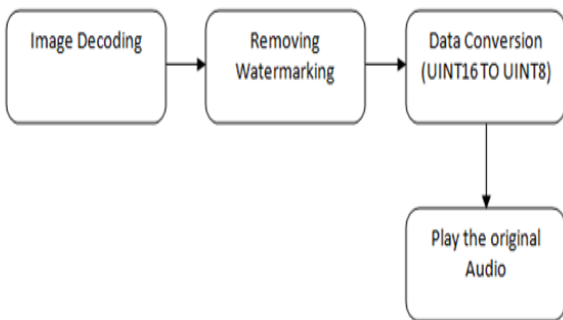 Image Decoding
Removing
Watermarking
Data Conversion
(UINT16 TO UINT8)
Play the original
Audio